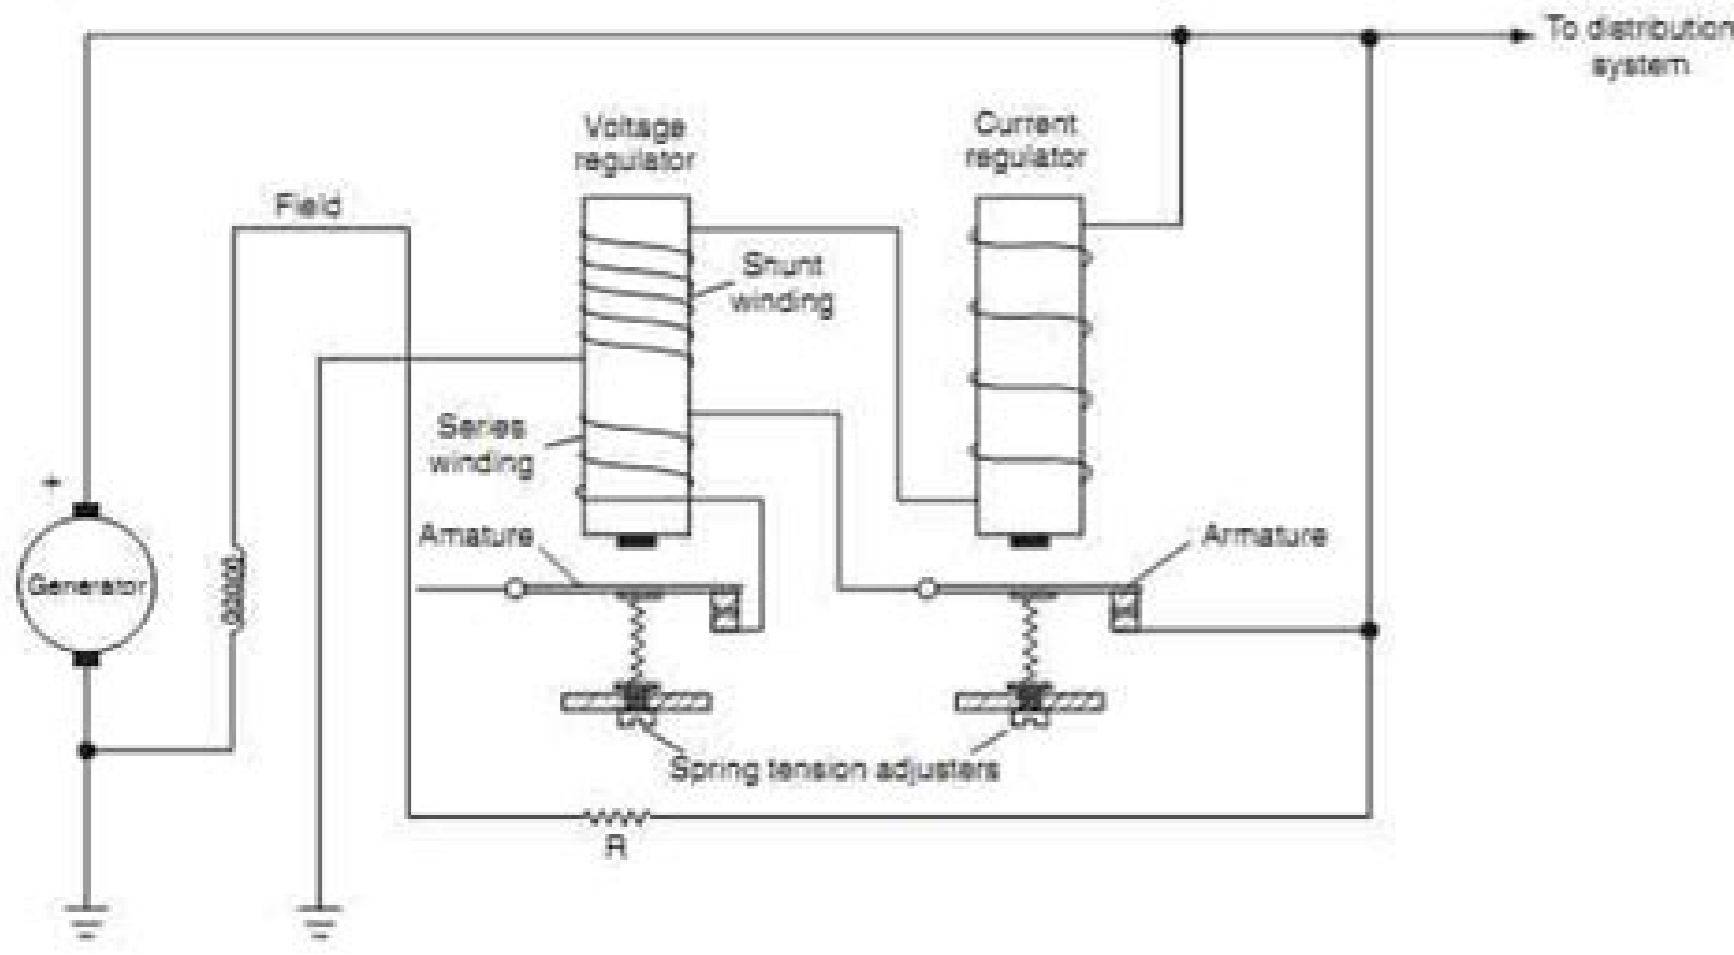 To distribution
system
Voltage
regulator
Current
regulator
Field
Shunt
winding
Series
winding
+
Amature
Armature
Generator
Spring tension adjusters
R